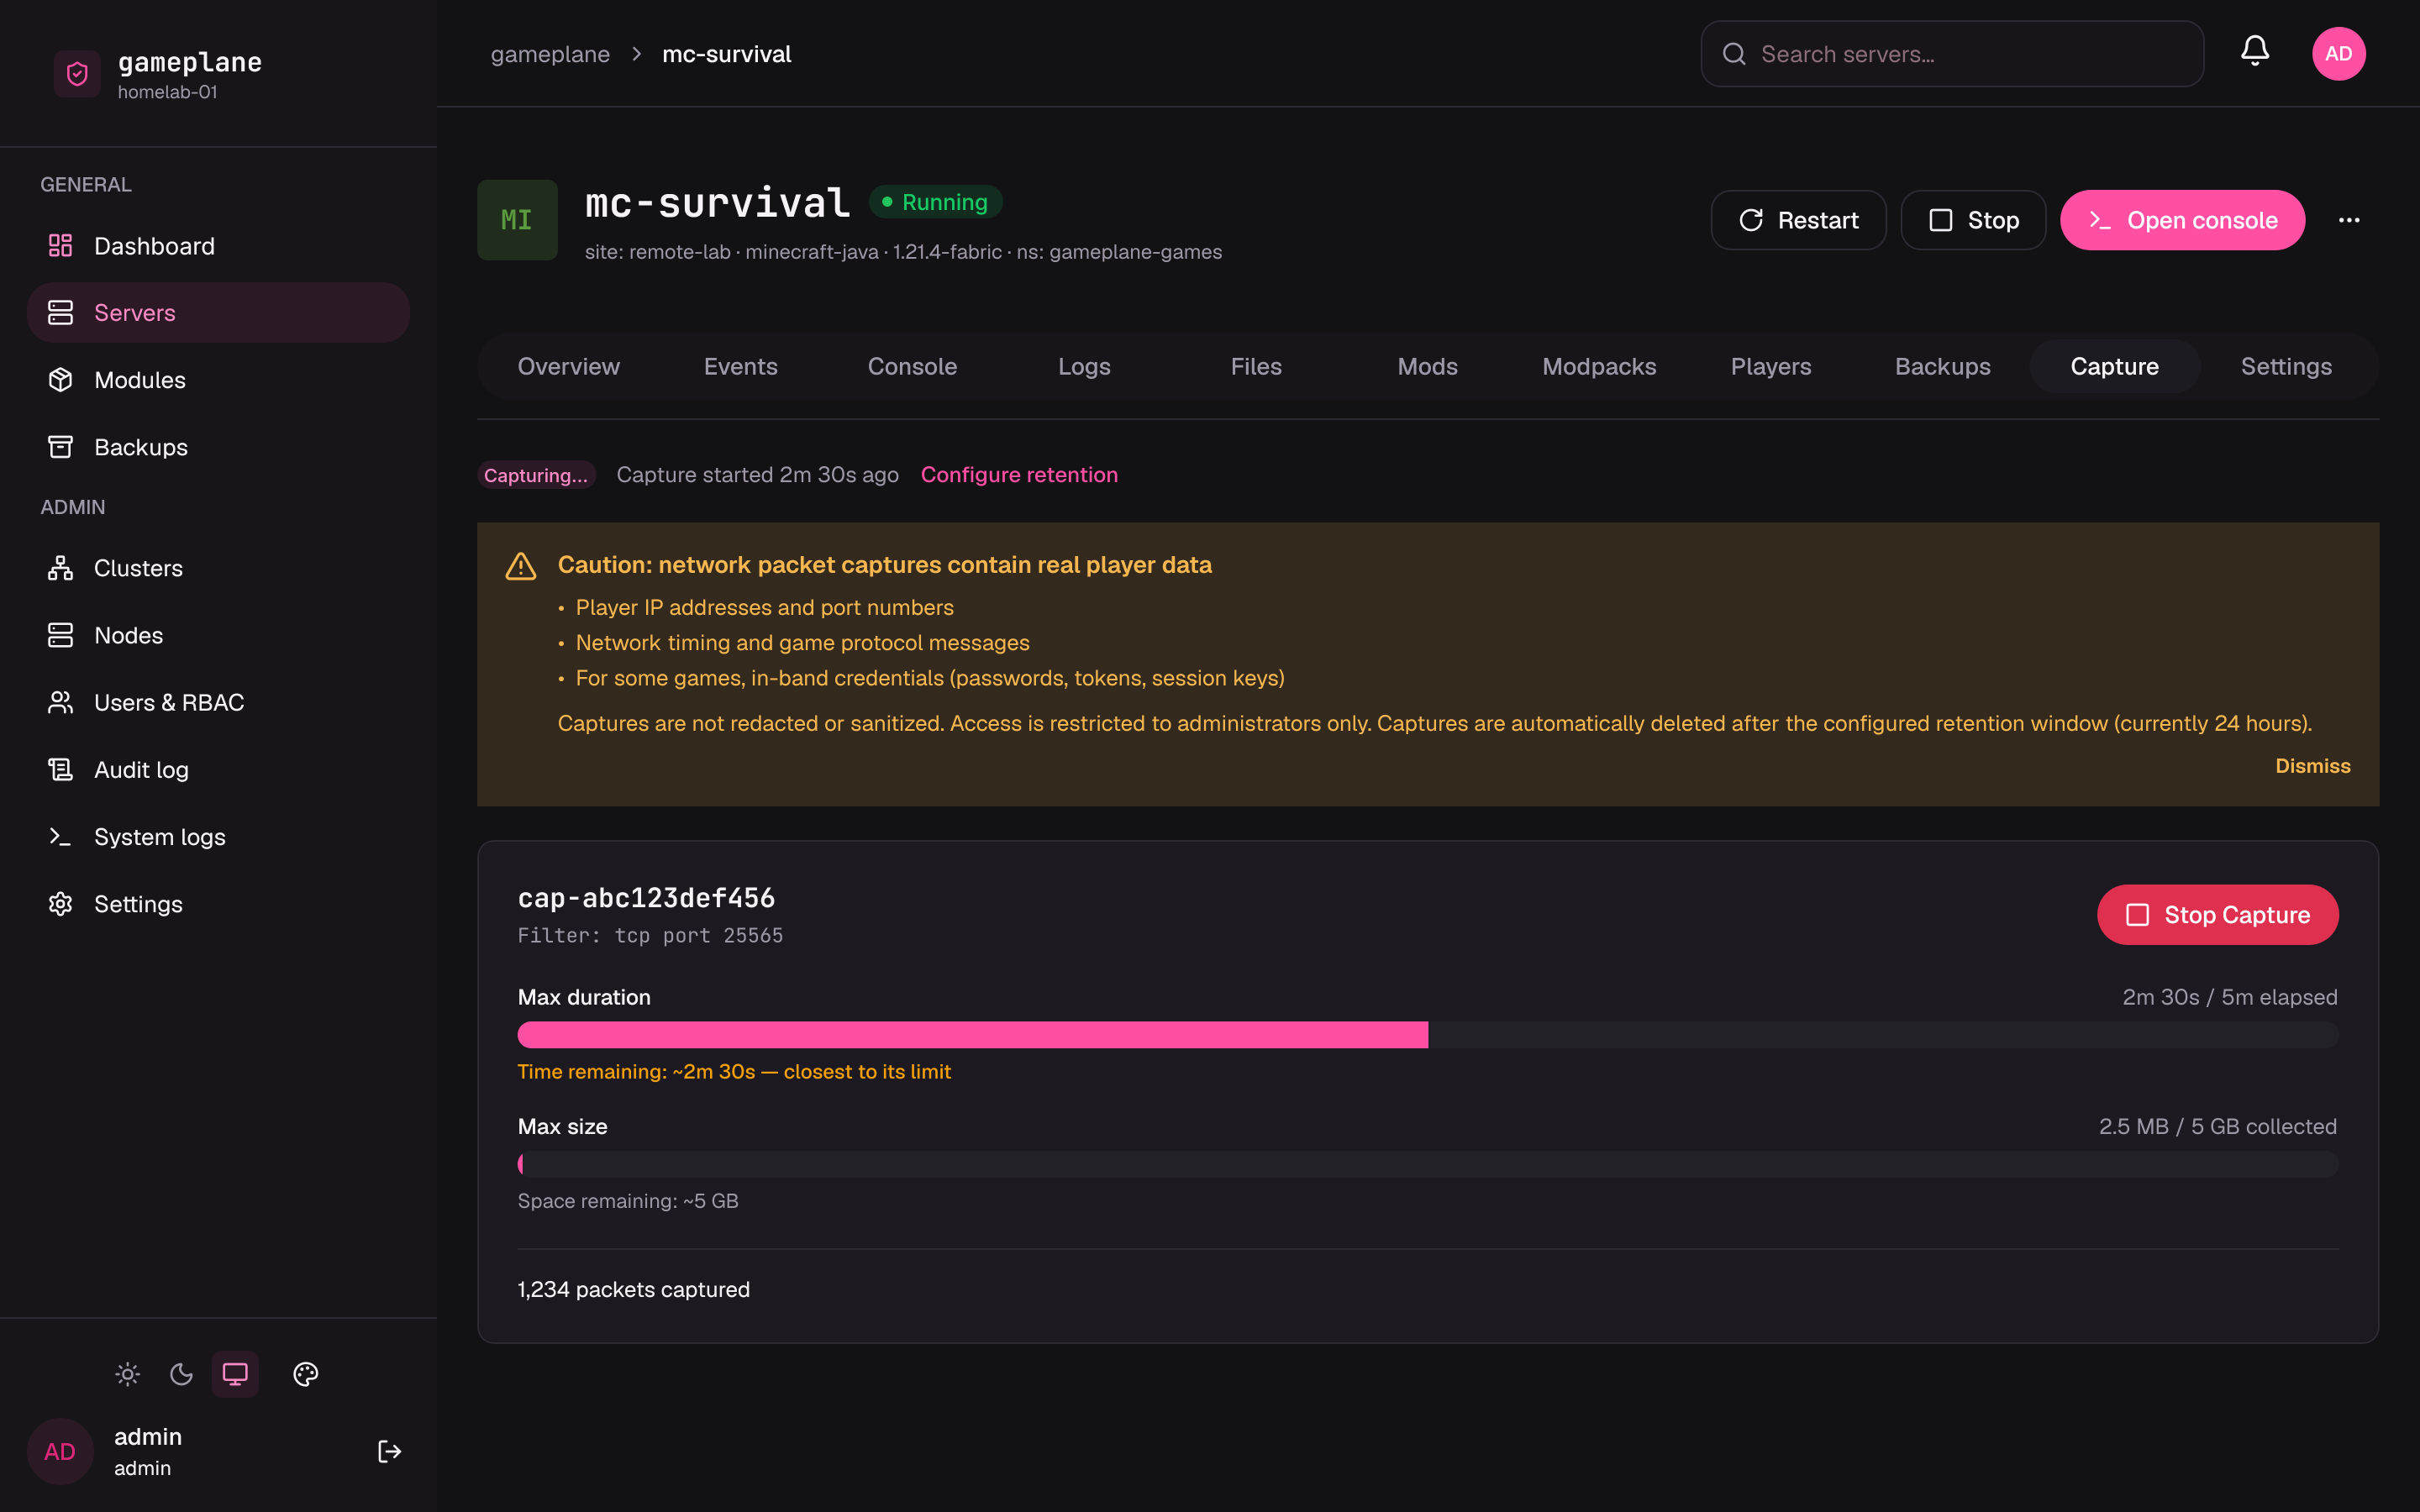 gameplane
homelab-01
GENERAL
Dashboard
Servers
Modules
Backups
ADMIN
Clusters
Nodes
Users & RBAC
Audit log
System logs
Settings
AD
admin
admin
gameplane > mc-survival
Search servers...
AD
MI
mc-survival
Running
site: remote-lab · minecraft-java · 1.21.4-fabric · ns: gameplane-games
Restart
Stop
Open console
Overview
Events
Console
Logs
Files
Mods
Modpacks
Players
Backups
Capture
Settings
Capturing... Capture started 2m 30s ago Configure retention
Caution: network packet captures contain real player data
• Player IP addresses and port numbers
• Network timing and game protocol messages
• For some games, in-band credentials (passwords, tokens, session keys)
Captures are not redacted or sanitized. Access is restricted to administrators only. Captures are automatically deleted after the configured retention window (currently 24 hours).
Dismiss
cap-abc123def456
Filter: tcp port 25565
Stop Capture
Max duration
2m 30s / 5m elapsed
Time remaining: ~2m 30s — closest to its limit
Max size
2.5 MB / 5 GB collected
Space remaining: ~5 GB
1,234 packets captured